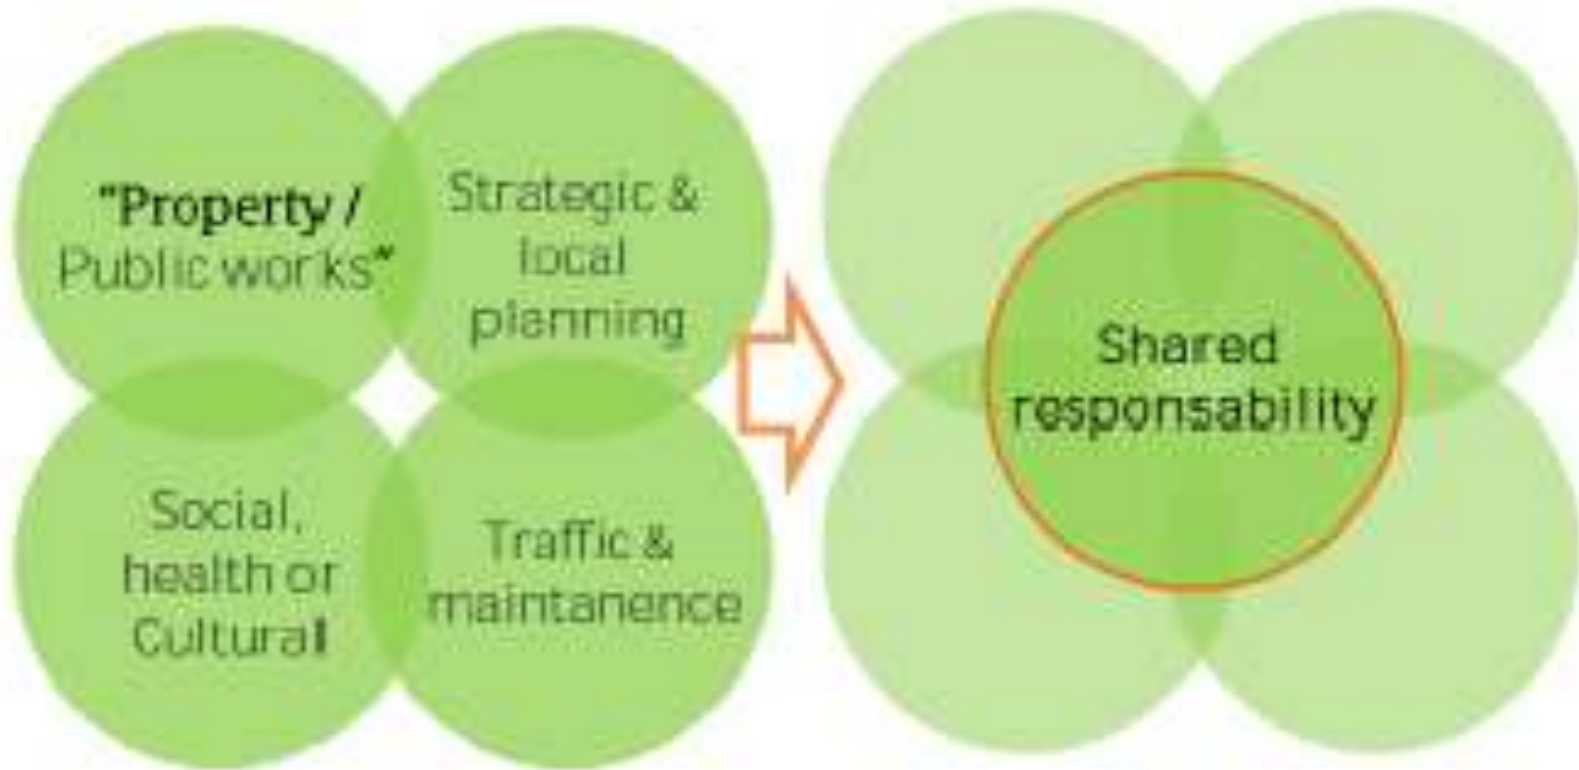 "Property /
Public works"
Strategic &
local
planning
Social,
health or
Cultural
Traffic &
maintanence
Shared
responsability